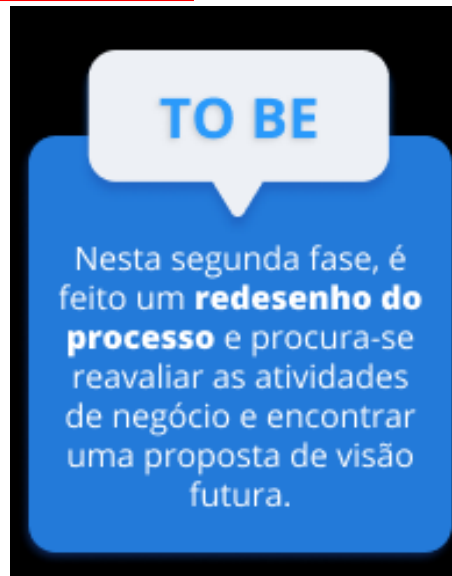 TO BE
Nesta segunda fase, é
feito um redesenho do
processo e procura-se
reavaliar as atividades
de negócio e encontrar
uma proposta de visão
futura.